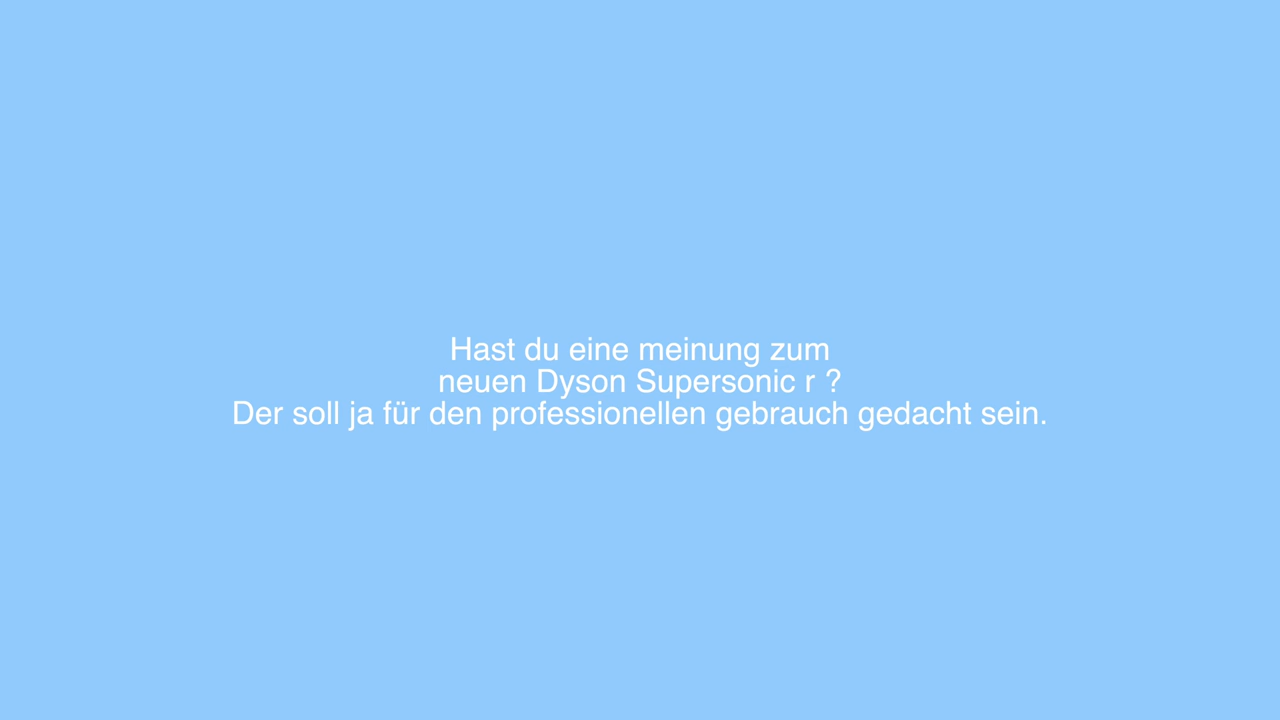 Hast du eine meinung zum
neuen Dyson Supersonic r ?
Der soll ja für den professionellen gebrauch gedacht sein.